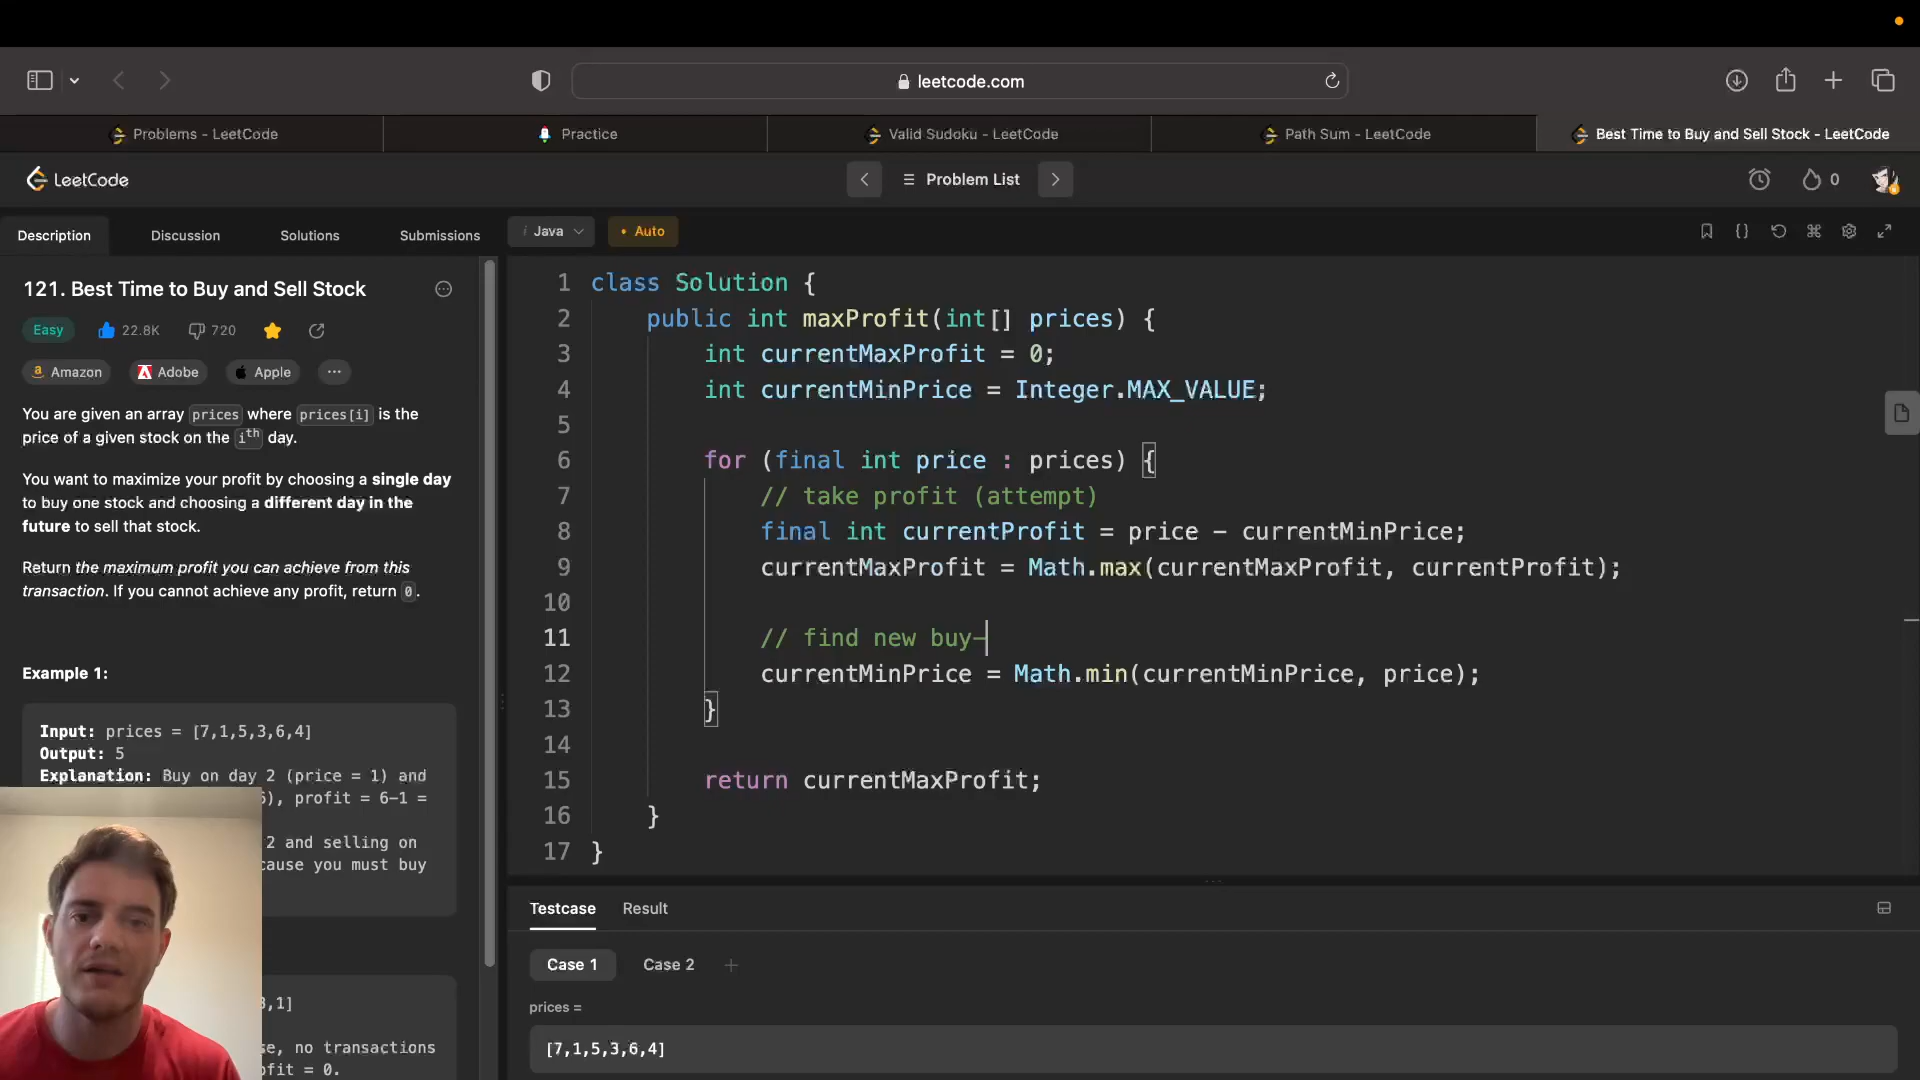 leetcode.com
Problems - LeetCode
Practice
Valid Sudoku - LeetCode
Path Sum - LeetCode
Best Time to Buy and Sell Stock - LeetCode
LeetCode
Problem List
0
Description
Discussion
Solutions
Submissions
i Java
• Auto
121. Best Time to Buy and Sell Stock
Easy
22.8K
720
Amazon
Adobe
Apple
You are given an array prices where prices[i] is the
price of a given stock on the ith day.
You want to maximize your profit by choosing a single day
to buy one stock and choosing a different day in the
future to sell that stock.
Return the maximum profit you can achieve from this
transaction. If you cannot achieve any profit, return 0.
Example 1:
Input: prices = [7,1,5,3,6,4]
Output: 5
Explanation: Buy on day 2 (price = 1) and
), profit = 6-1 =
2 and selling on
cause you must buy
,1]
se, no transactions
ofit = 0.
1 class Solution {
2 public int maxProfit(int[] prices) {
3 int currentMaxProfit = 0;
4 int currentMinPrice = Integer.MAX_VALUE;
5
6 for (final int price : prices) {
7 // take profit (attempt)
8 final int currentProfit = price - currentMinPrice;
9 currentMaxProfit = Math.max(currentMaxProfit, currentProfit);
10
11 // find new buy-
12 currentMinPrice = Math.min(currentMinPrice, price);
13 }
14
15 return currentMaxProfit;
16 }
17 }
Testcase
Result
Case 1
Case 2
prices =
[7,1,5,3,6,4]